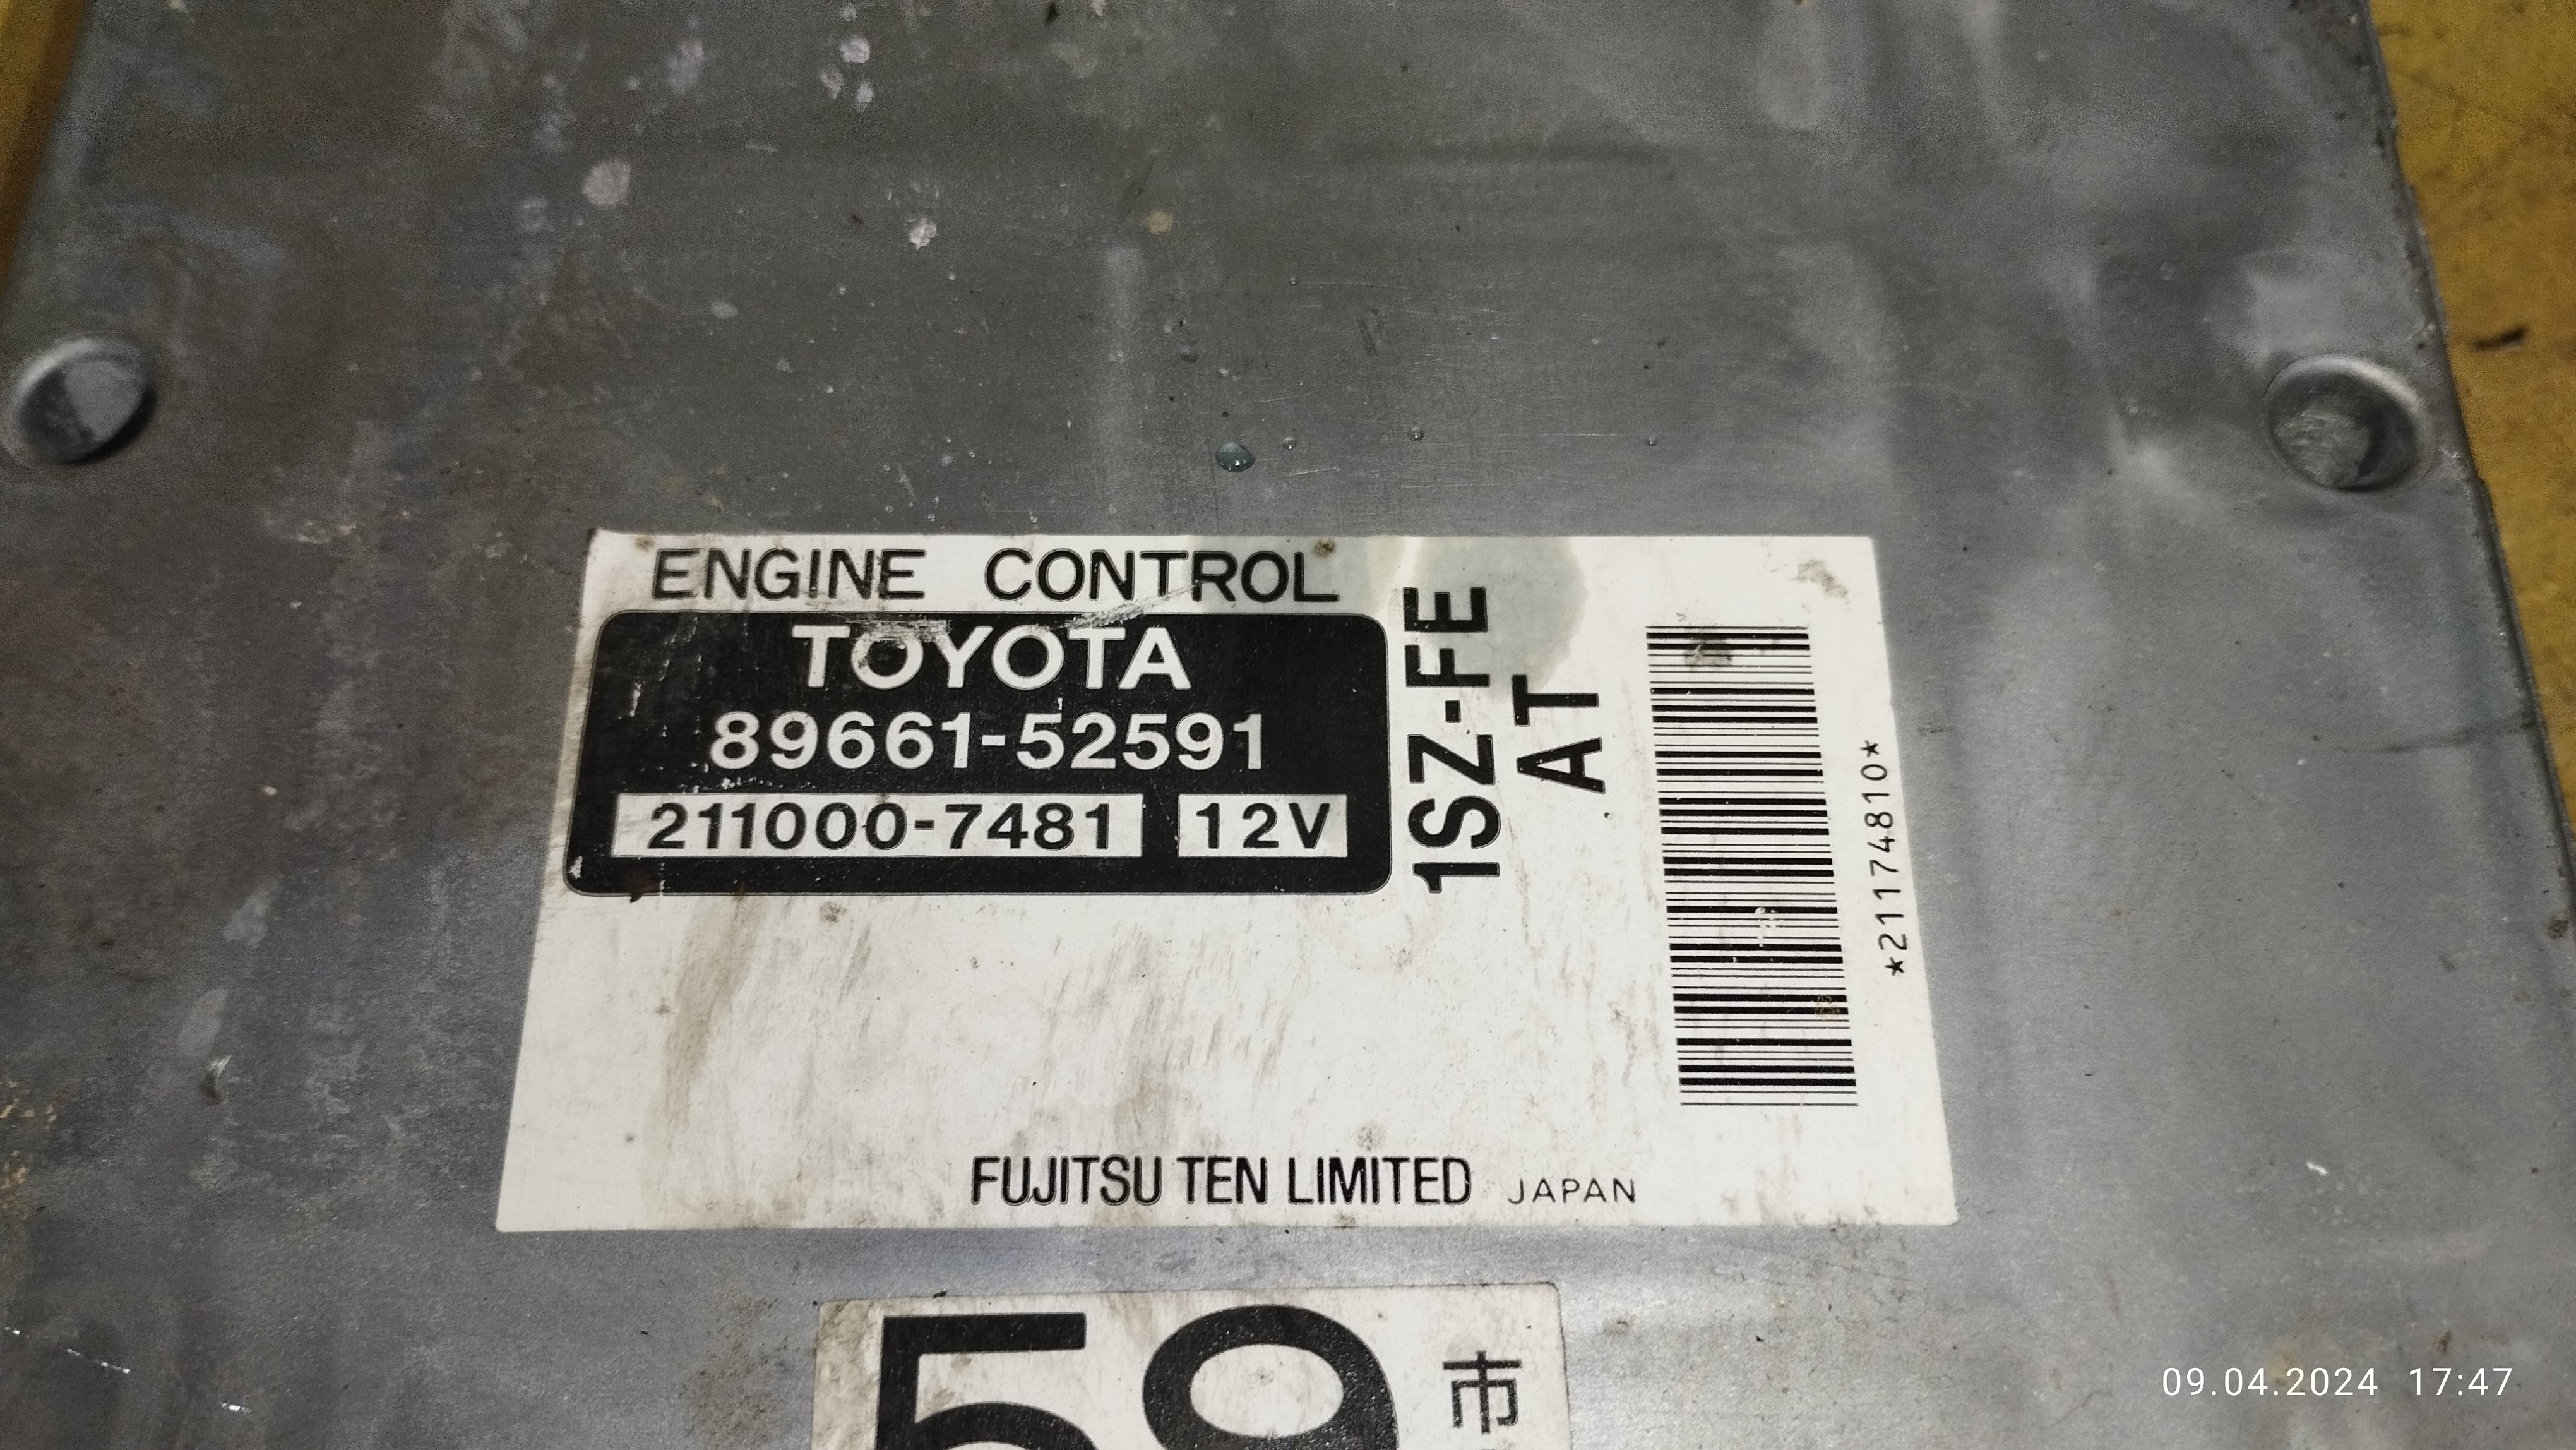 ENGINE CONTROL
TOYOTA
89661-52591
211000-7481 12V
1SZ-FE
AT
*211174810*
FUJITSU TEN LIMITED JAPAN
59
市
09.04.2024 17:47